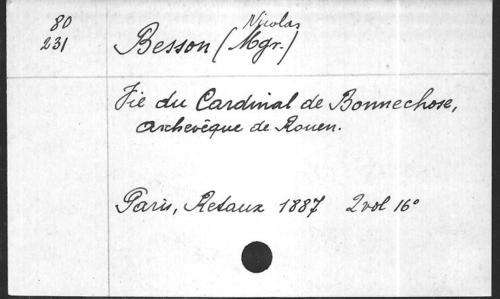 80
231
Nicolas
Besson (Mgr.)
Vie du Cardinal de Bonnechose,
Archevêque de Rouen.
Paris, Retaux 1887 2 vol 16°